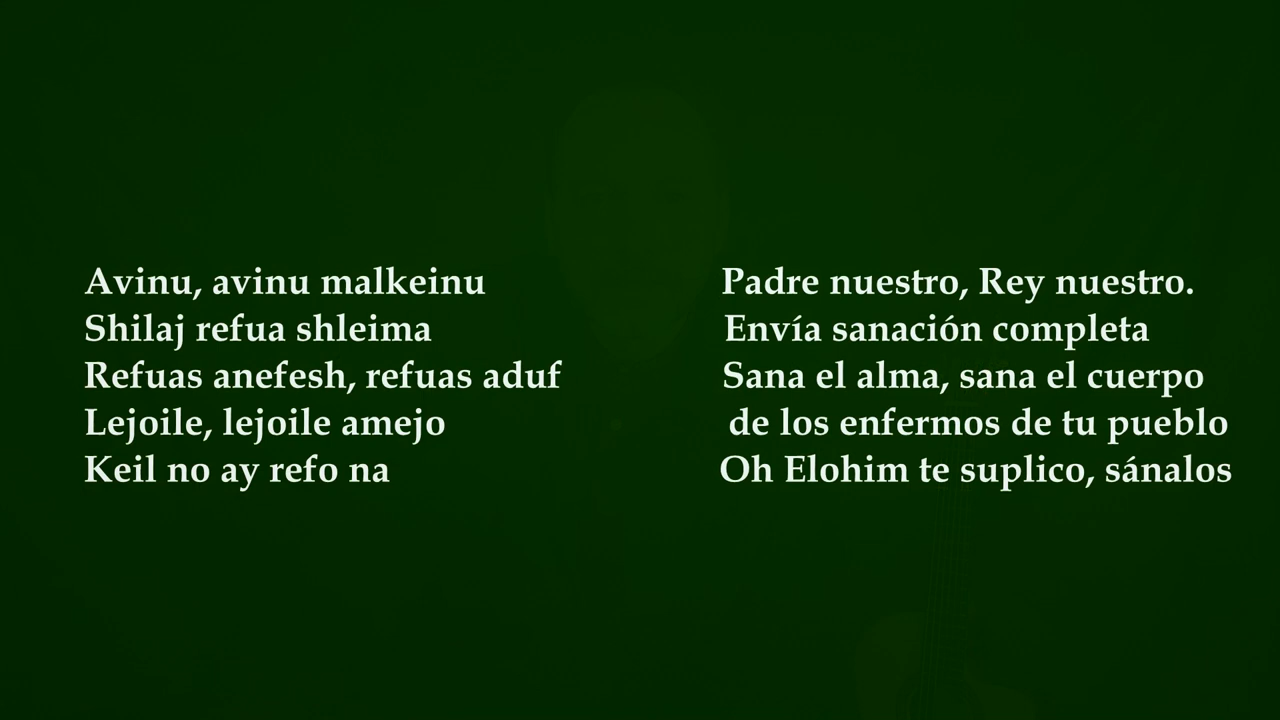 Avinu, avinu malkeinu
Shilaj refua shleima
Refuas anefesh, refuas aduf
Lejoile, lejoile amejo
Keil no ay refo na
Padre nuestro, Rey nuestro.
Envía sanación completa
Sana el alma, sana el cuerpo
de los enfermos de tu pueblo
Oh Elohim te suplico, sánalos